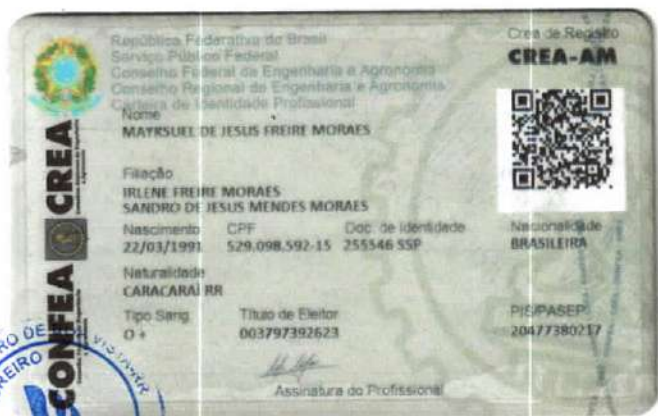 República Federativa do Brasil
Serviço Público Federal
Conselho Federal da Engenharia e Agronomia
Conselho Regional de Engenharia e Agronomia
Carteira de Identidade Profissional
Crea de Registro
CREA-AM
Nome
MAYKSUEL DE JESUS FREIRE MORAES
Filiação
IRLENE FREIRE MORAES
SANDRO DE JESUS MENDES MORAES
Nascimento CPF Doc. de Identidade Nacionalidade
22/03/1991 529.098.592-15 255546 SSP BRASILEIRA
Naturalidade
CARACARAÍ RR
Tipo Sang. Título de Eleitor PIS/PASEP
O + 003797392623 20477380217
Assinatura do Profissional
CONFEA CREA